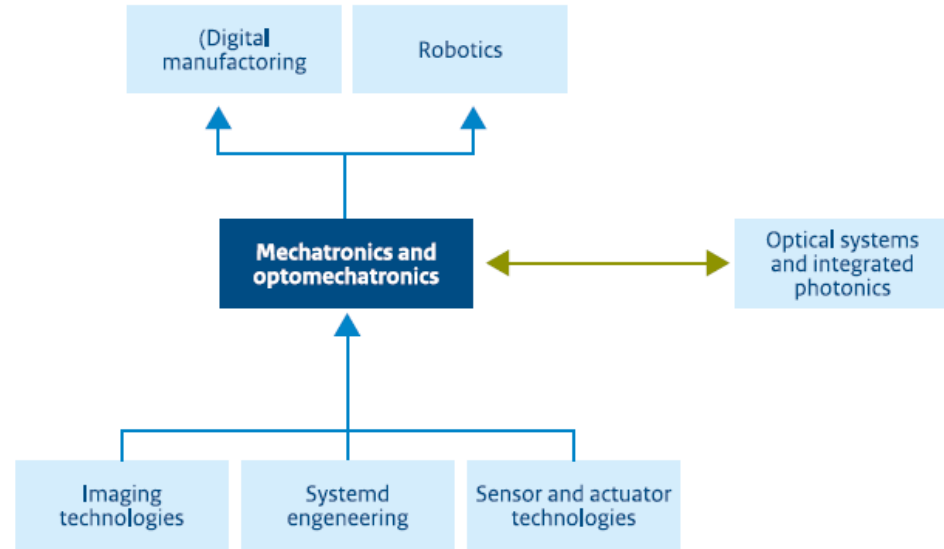 (Digital
manufactoring
Robotics
Mechatronics and
optomechatronics
Optical systems
and integrated
photonics
Imaging
technologies
Systemd
engeneering
Sensor and actuator
technologies